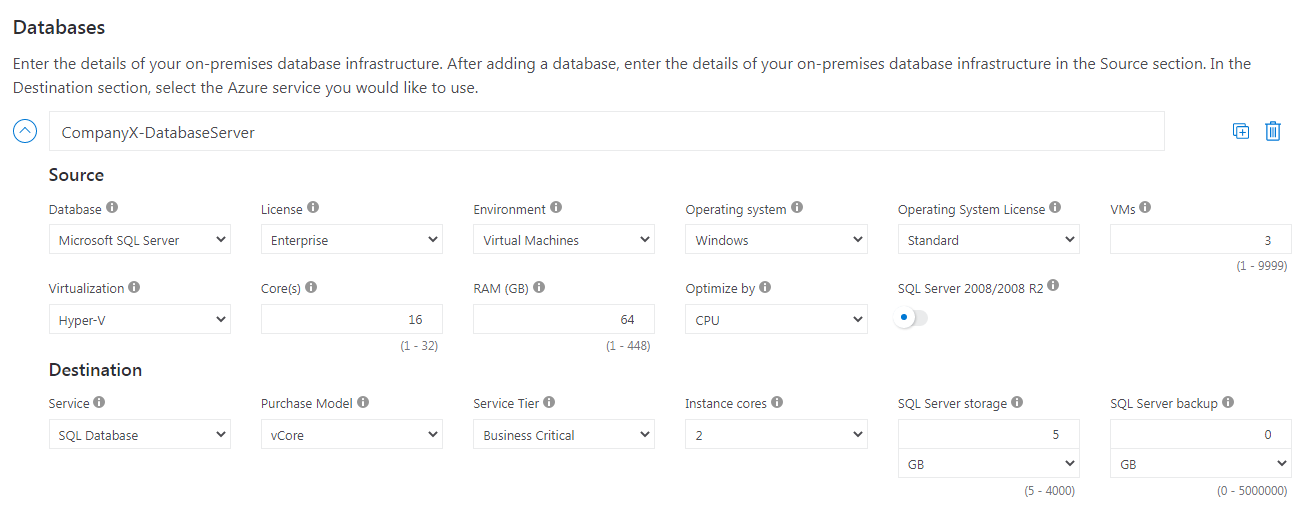 Databases
Enter the details of your on-premises database infrastructure. After adding a database, enter the details of your on-premises database infrastructure in the Source section. In the
Destination section, select the Azure service you would like to use.
CompanyX-DatabaseServer
Source
Database License Environment Operating system Operating System License VMs
Microsoft SQL Server Enterprise Virtual Machines Windows Standard 3
(1 - 9999)
Virtualization Core(s) RAM (GB) Optimize by SQL Server 2008/2008 R2
Hyper-V 16 64 CPU
(1 - 32) (1 - 448)
Destination
Service Purchase Model Service Tier Instance cores SQL Server storage SQL Server backup
SQL Database vCore Business Critical 2 5 0
GB GB
(5 - 4000) (0 - 5000000)